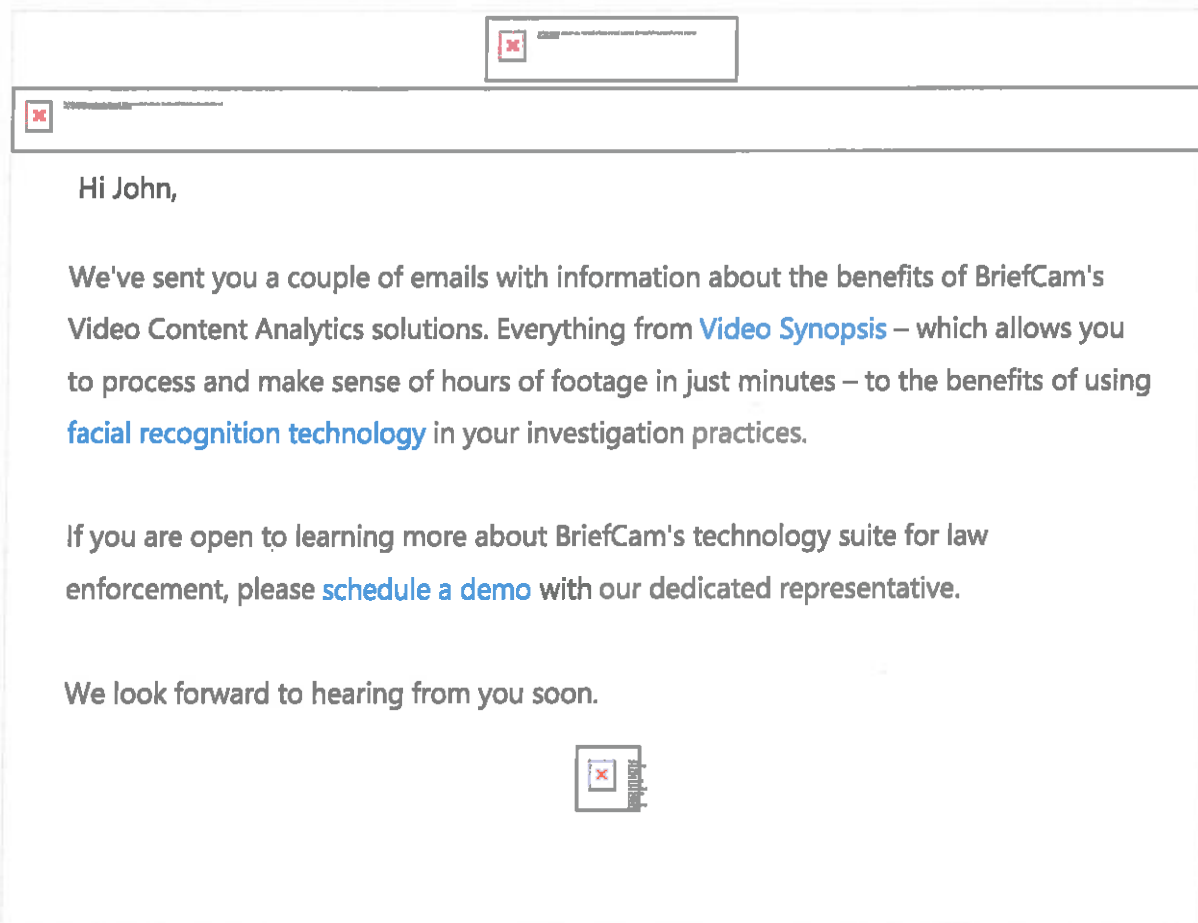 Hi John,
We've sent you a couple of emails with information about the benefits of BriefCam's
Video Content Analytics solutions. Everything from Video Synopsis – which allows you
to process and make sense of hours of footage in just minutes – to the benefits of using
facial recognition technology in your investigation practices.
If you are open to learning more about BriefCam's technology suite for law
enforcement, please schedule a demo with our dedicated representative.
We look forward to hearing from you soon.